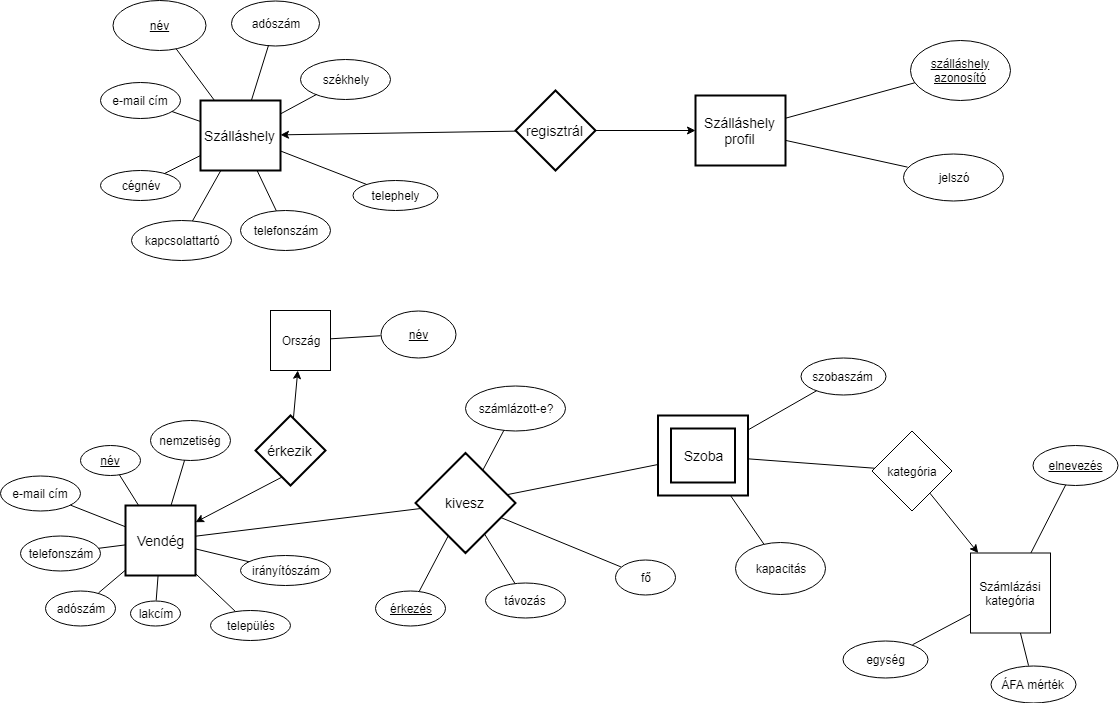 név
adószám
székhely
e-mail cím
Szálláshely
cégnév
kapcsolattartó
telefonszám
telephely
regisztrál
Szálláshely
profil
szálláshely
azonosító
jelszó
Ország
név
érkezik
nemzetiség
név
e-mail cím
telefonszám
Vendég
adószám
lakcím
település
irányítószám
számlázott-e?
kivesz
érkezés
távozás
fő
Szoba
szobaszám
kapacitás
kategória
elnevezés
Számlázási
kategória
egység
ÁFA mérték